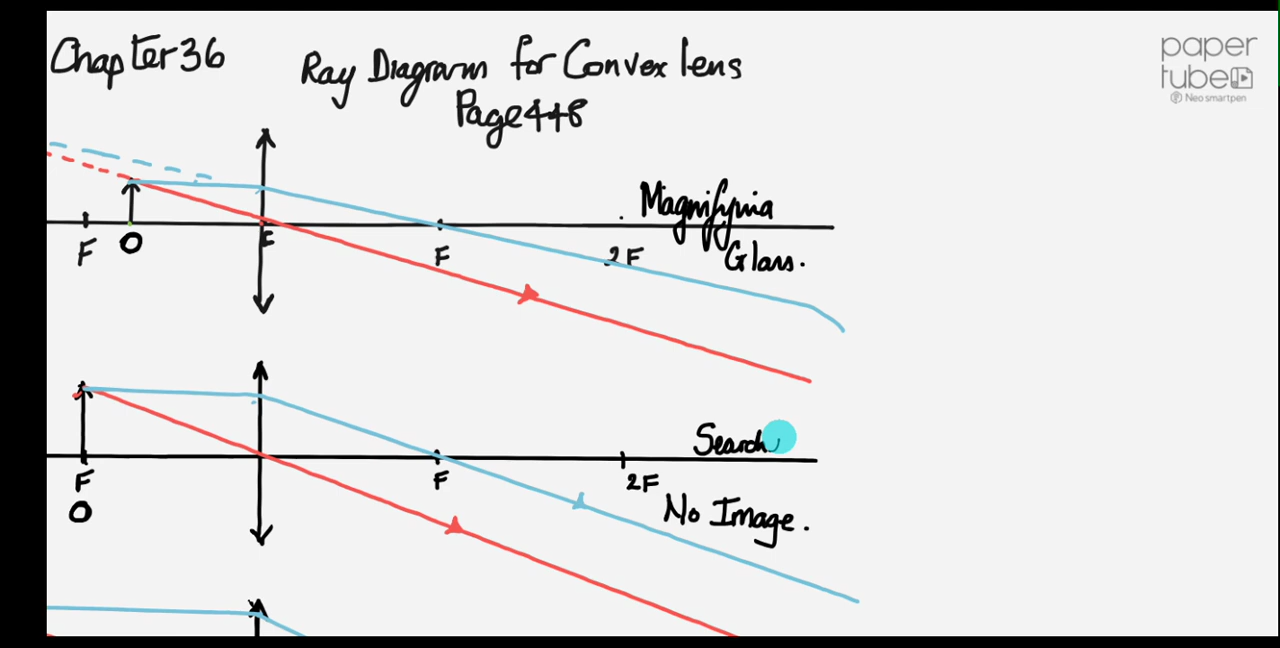 Chapter 36
Ray Diagram for Convex lens
Page 448
paper
tube
Neo smartpen
Magnifyina
Glass.
F
O
F
F
2F
Search
F
O
F
2F
No Image.